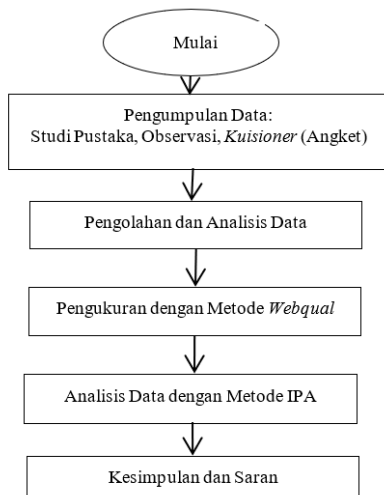 Mulai
Pengumpulan Data:
Studi Pustaka, Observasi, Kuisioner (Angket)
Pengolahan dan Analisis Data
Pengukuran dengan Metode Webqual
Analisis Data dengan Metode IPA
Kesimpulan dan Saran